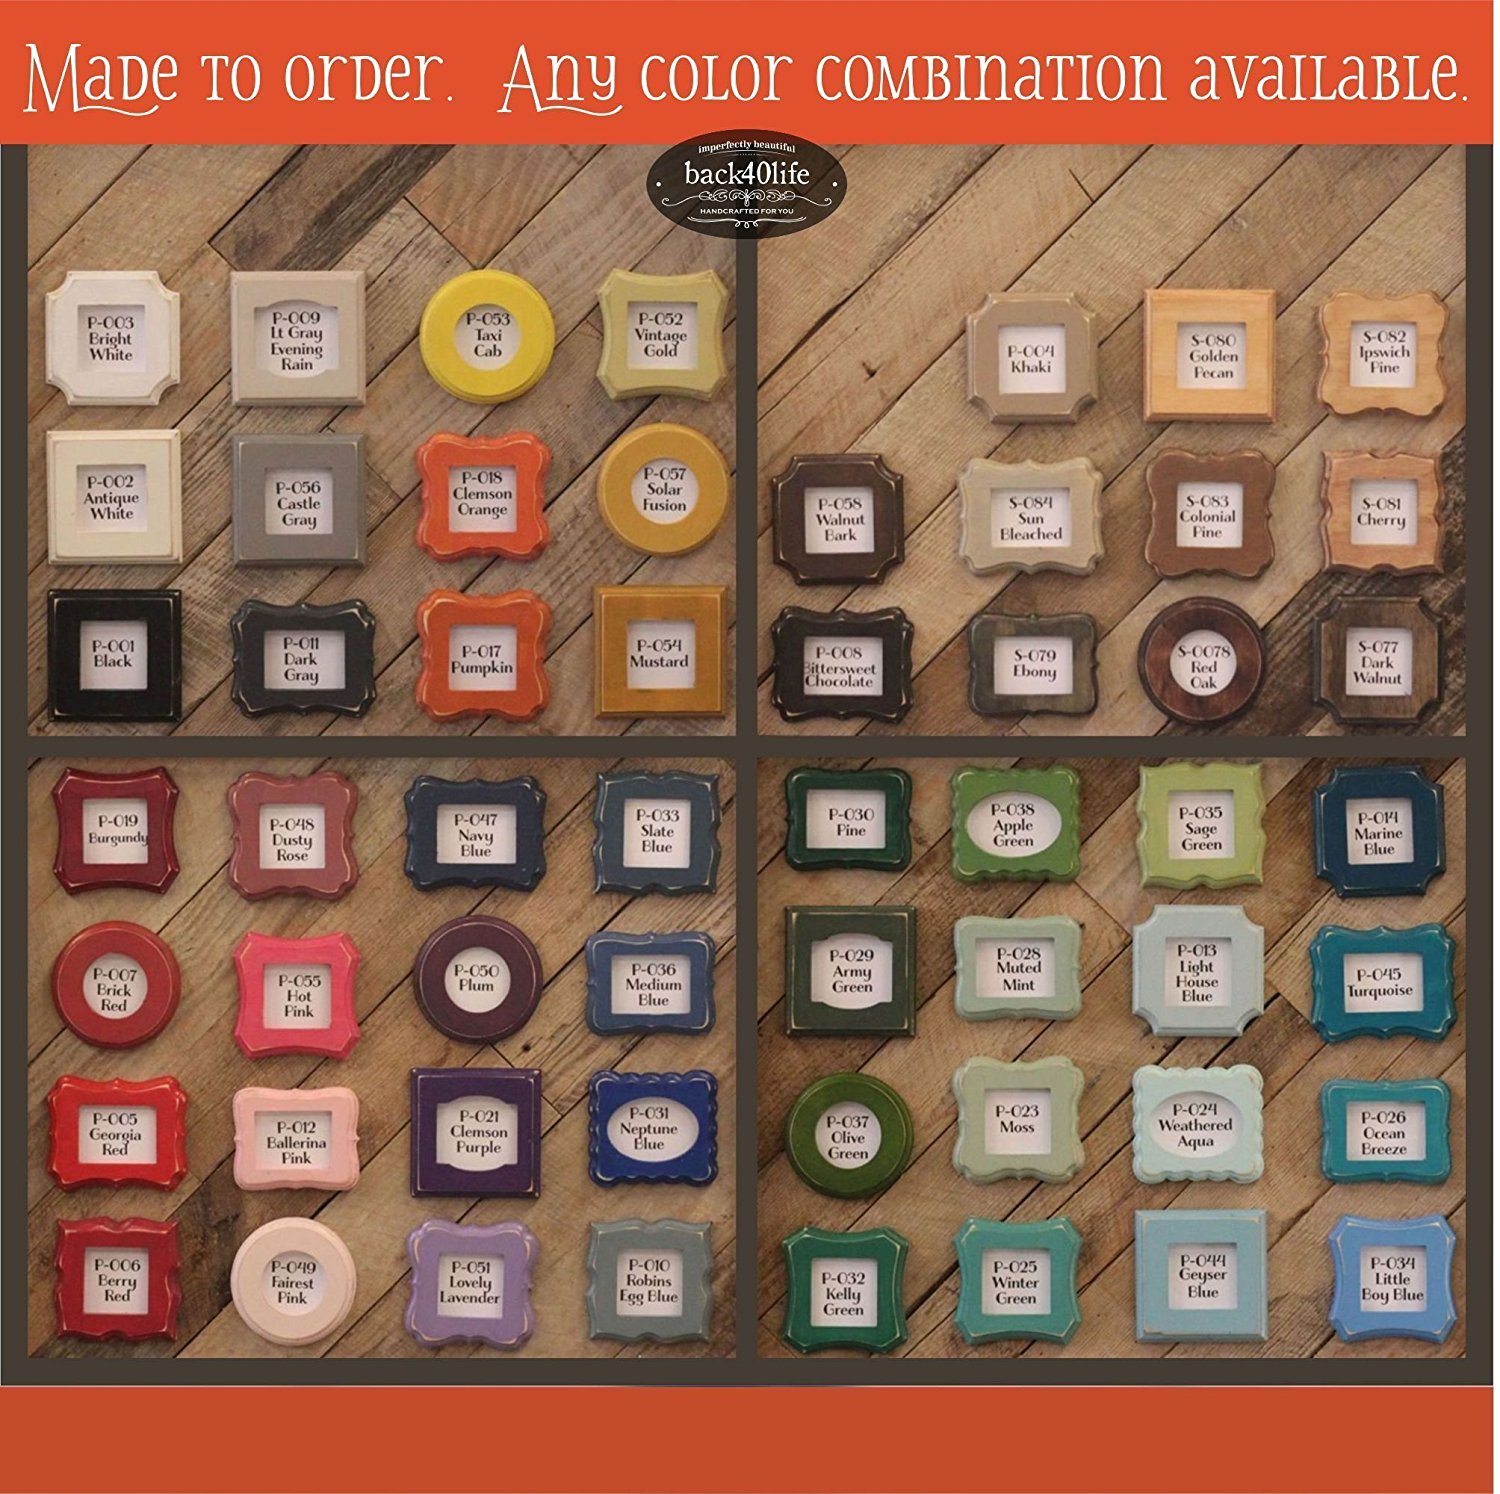 Made to order. Any color combination available.
imperfectly beautiful
back40life
HANDCRAFTED FOR YOU
P-003
Bright
White
P-009
Lt Gray
Evening
Rain
P-053
Taxi
Cab
P-052
Vintage
Gold
P-002
Antique
White
P-056
Castle
Gray
P-018
Clemson
Orange
P-057
Solar
Fusion
P-001
Black
P-011
Dark
Gray
P-017
Pumpkin
P-054
Mustard
P-004
Khaki
S-080
Golden
Pecan
S-082
Ipswich
Pine
P-058
Walnut
Bark
S-084
Sun
Bleached
S-083
Colonial
Pine
S-081
Cherry
P-008
Bittersweet
Chocolate
S-079
Ebony
S-0078
Red
Oak
S-077
Dark
Walnut
P-019
Burgundy
P-048
Dusty
Rose
P-047
Navy
Blue
P-033
Slate
Blue
P-007
Brick
Red
P-055
Hot
Pink
P-050
Plum
P-036
Medium
Blue
P-005
Georgia
Red
P-012
Ballerina
Pink
P-021
Clemson
Purple
P-031
Neptune
Blue
P-006
Berry
Red
P-049
Fairest
Pink
P-051
Lovely
Lavender
P-010
Robins
Egg Blue
P-030
Pine
P-038
Apple
Green
P-035
Sage
Green
P-014
Marine
Blue
P-029
Army
Green
P-028
Muted
Mint
P-013
Light
House
Blue
P-045
Turquoise
P-037
Olive
Green
P-023
Moss
P-024
Weathered
Aqua
P-026
Ocean
Breeze
P-032
Kelly
Green
P-025
Winter
Green
P-044
Geyser
Blue
P-034
Little
Boy Blue